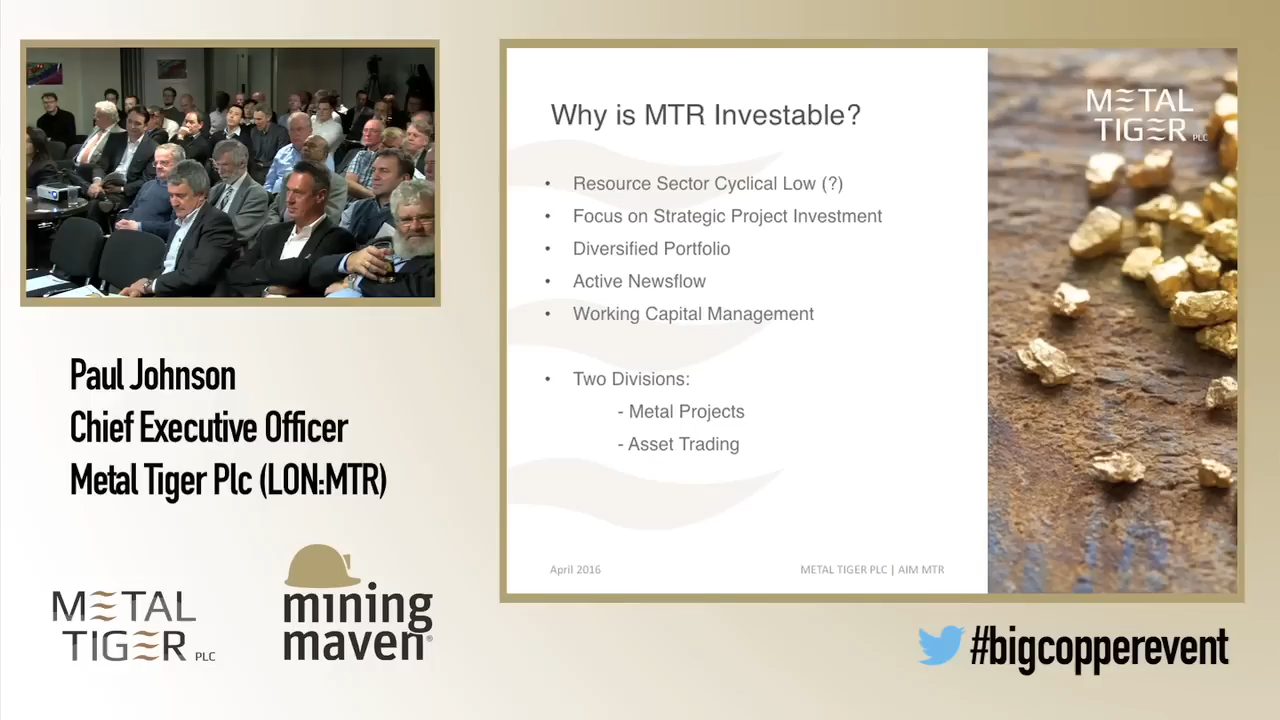 Paul Johnson
Chief Executive Officer
Metal Tiger Plc (LON:MTR)
METAL
TIGER PLC
mining
maven®
Why is MTR Investable?
• Resource Sector Cyclical Low (?)
• Focus on Strategic Project Investment
• Diversified Portfolio
• Active Newsflow
• Working Capital Management
• Two Divisions:
- Metal Projects
- Asset Trading
April 2016
METAL TIGER PLC | AIM MTR
METAL
TIGER PLC
#bigcopperevent